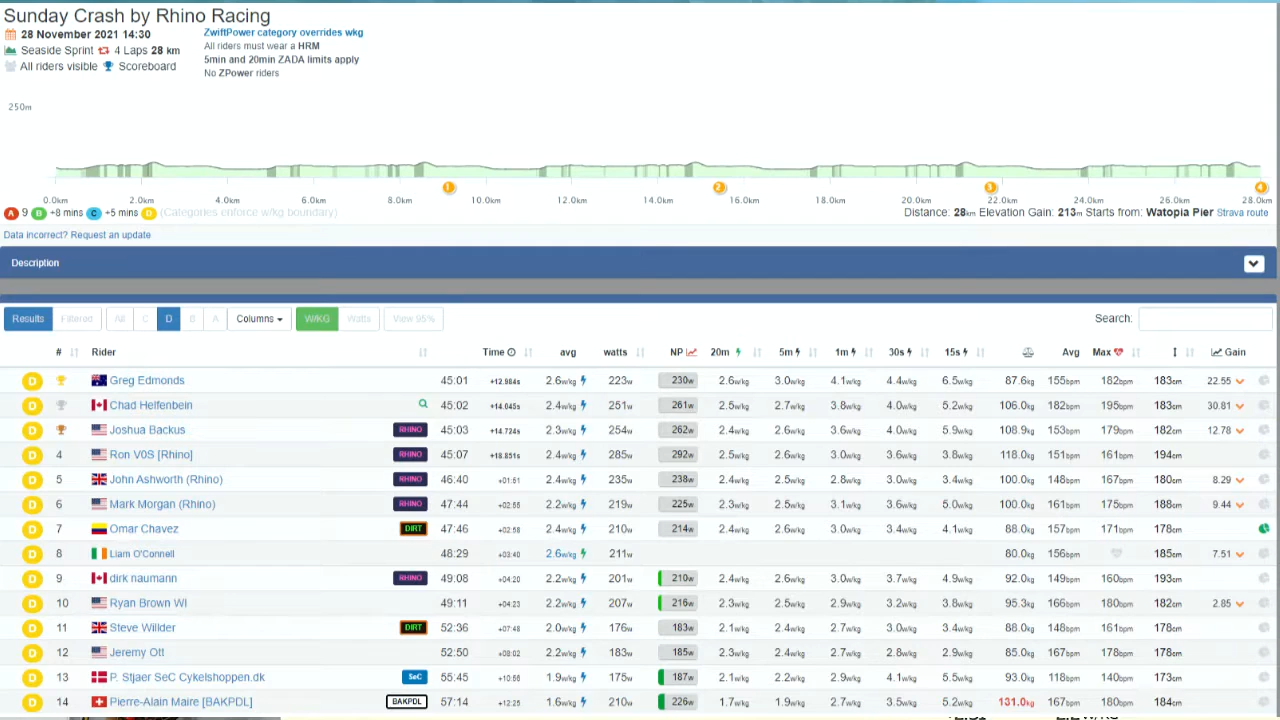 Sunday Crash by Rhino Racing
28 November 2021 14:30 ZwiftPower category overrides wkg
Seaside Sprint 4 Laps 28 km All riders must wear a HRM
All riders visible Scoreboard 5min and 20min ZADA limits apply
No ZPower riders
250m
1 2 3 4
0.0km 2.0km 4.0km 6.0km 8.0km 10.0km 12.0km 14.0km 16.0km 18.0km 20.0km 22.0km 24.0km 26.0km 28.0km
A 9 B +8 mins C +5 mins D (Categories enforce w/kg boundary) Distance: 28km Elevation Gain: 213m Starts from: Watopia Pier Strava route
Data incorrect? Request an update
Description
Results Filtered All C D B A Columns W/KG Watts View 95% Search:
# Rider Time avg watts NP 20m 5m 1m 30s 15s Avg Max Gain
D Greg Edmonds 45:01 +12.984s 2.6w/kg 223w 230w 2.6w/kg 3.0w/kg 4.1w/kg 4.4w/kg 6.5w/kg 87.6kg 155bpm 182bpm 183cm 22.55
D Chad Helfenbein 45:02 +14.045s 2.4w/kg 251w 261w 2.5w/kg 2.7w/kg 3.8w/kg 4.0w/kg 5.2w/kg 106.0kg 182bpm 195bpm 183cm 30.81
D Joshua Backus RHINO 45:03 +14.724s 2.3w/kg 254w 262w 2.4w/kg 2.6w/kg 3.6w/kg 4.0w/kg 5.9w/kg 108.9kg 153bpm 179bpm 182cm 12.78
D 4 Ron V0S [Rhino] RHINO 45:07 +18.851s 2.4w/kg 285w 292w 2.5w/kg 2.6w/kg 3.0w/kg 3.6w/kg 3.8w/kg 118.0kg 151bpm 161bpm 194cm
D 5 John Ashworth (Rhino) RHINO 46:40 +01:51 2.4w/kg 235w 238w 2.4w/kg 2.5w/kg 2.8w/kg 3.0w/kg 3.4w/kg 100.0kg 148bpm 167bpm 180cm 8.29
D 6 Mark Morgan (Rhino) RHINO 47:44 +02:55 2.2w/kg 219w 225w 2.3w/kg 2.5w/kg 3.1w/kg 3.6w/kg 5.0w/kg 100.0kg 161bpm 175bpm 188cm 9.44
D 7 Omar Chavez DIRT 47:46 +02:58 2.4w/kg 210w 214w 2.4w/kg 2.6w/kg 3.0w/kg 3.4w/kg 4.1w/kg 88.0kg 157bpm 171bpm 178cm
D 8 Liam O'Connell 48:29 +03:40 2.6w/kg 211w 80.0kg 156bpm 185cm 7.51
D 9 dirk naumann RHINO 49:08 +04:20 2.2w/kg 201w 210w 2.4w/kg 2.6w/kg 3.0w/kg 3.7w/kg 4.9w/kg 92.0kg 149bpm 160bpm 193cm
D 10 Ryan Brown WI 49:11 +04:23 2.2w/kg 207w 216w 2.3w/kg 2.5w/kg 2.9w/kg 3.2w/kg 3.8w/kg 95.3kg 166bpm 180bpm 182cm 2.85
D 11 Steve Willder DIRT 52:36 +07:48 2.0w/kg 176w 183w 2.1w/kg 2.4w/kg 2.7w/kg 3.0w/kg 3.4w/kg 88.0kg 148bpm 161bpm 178cm
D 12 Jeremy Ott 52:50 +08:02 2.2w/kg 183w 185w 2.3w/kg 2.4w/kg 2.7w/kg 2.8w/kg 2.9w/kg 85.0kg 167bpm 178bpm 178cm
D 13 P. Stjaer SeC Cykelshoppen.dk SeC 55:45 +10:56 1.9w/kg 175w 187w 2.1w/kg 2.2w/kg 2.9w/kg 4.1w/kg 5.5w/kg 93.0kg 118bpm 140bpm 173cm
D 14 Pierre-Alain Maire [BAKPDL] BAKPDL 57:14 +12:25 1.6w/kg 210w 226w 1.7w/kg 1.9w/kg 2.7w/kg 3.5w/kg 5.2w/kg 131.0kg 167bpm 180bpm 184cm